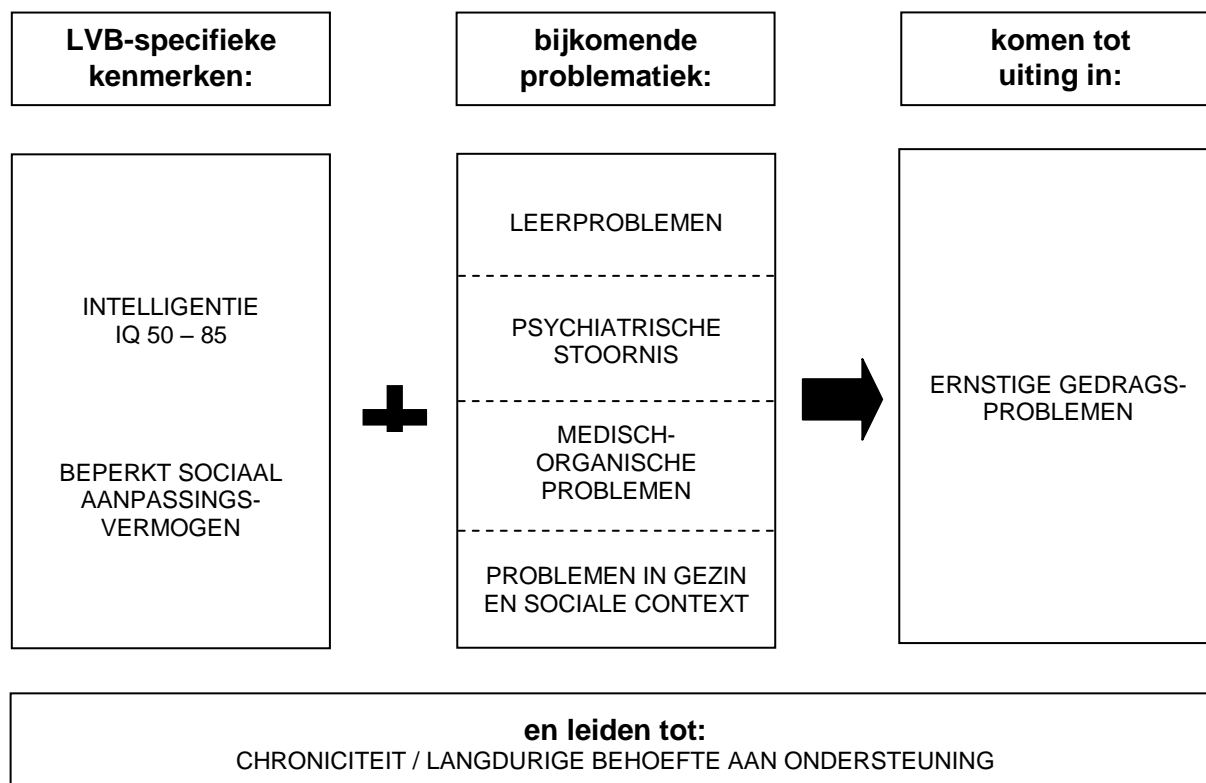 LVB-specifieke
kenmerken:
bijkomende
problematiek:
komen tot
uiting in:
INTELLIGENTIE
IQ 50 – 85
BEPERKT SOCIAAL
AANPASSINGS-
VERMOGEN
LEERPROBLEMEN
PSYCHIATRISCHE
STOORNIS
MEDISCH-
ORGANISCHE
PROBLEMEN
PROBLEMEN IN GEZIN
EN SOCIALE CONTEXT
ERNSTIGE GEDRAGS-
PROBLEMEN
en leiden tot:
CHRONICITEIT / LANGDURIGE BEHOEFTE AAN ONDERSTEUNING